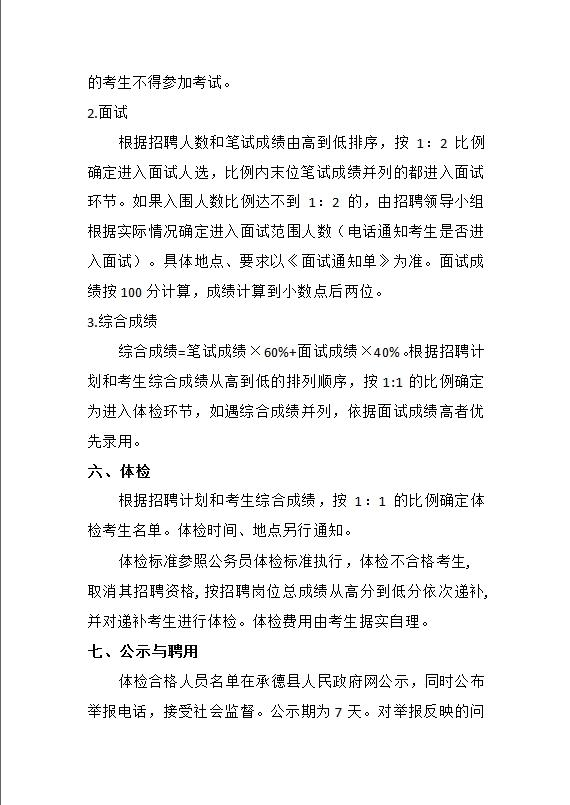 的考生不得参加考试。
2.面试
根据招聘人数和笔试成绩由高到低排序，按 1：2 比例
确定进入面试人选，比例内末位笔试成绩并列的都进入面试
环节。如果入围人数比例达不到 1：2 的，由招聘领导小组
根据实际情况确定进入面试范围人数（电话通知考生是否进
入面试）。具体地点、要求以《面试通知单》为准。面试成
绩按100分计算，成绩计算到小数点后两位。
3.综合成绩
综合成绩=笔试成绩×60%+面试成绩×40%。根据招聘计
划和考生综合成绩从高到低的排列顺序，按1:1的比例确定
为进入体检环节，如遇综合成绩并列，依据面试成绩高者优
先录用。
六、体检
根据招聘计划和考生综合成绩，按 1：1 的比例确定体
检考生名单。体检时间、地点另行通知。
体检标准参照公务员体检标准执行，体检不合格考生，
取消其招聘资格，按招聘岗位总成绩从高分到低分依次递补，
并对递补考生进行体检。体检费用由考生据实自理。
七、公示与聘用
体检合格人员名单在承德县人民政府网公示，同时公布
举报电话，接受社会监督。公示期为7天。对举报反映的问